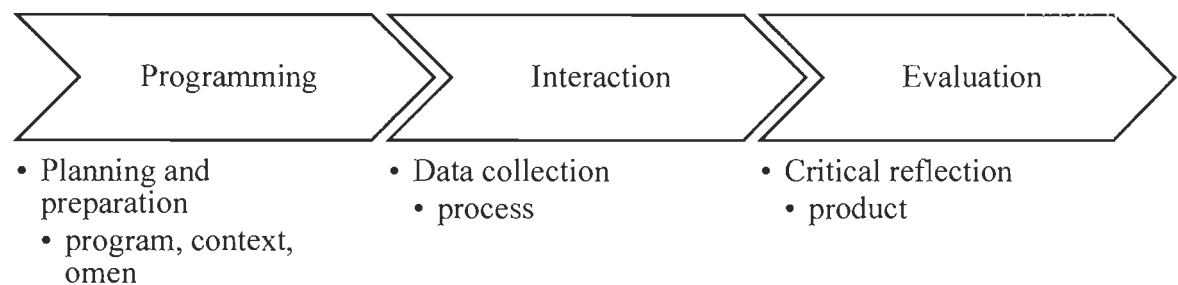 Programming
Interaction
Evaluation
• Planning and
preparation
• program, context,
omen
• Data collection
• process
• Critical reflection
• product